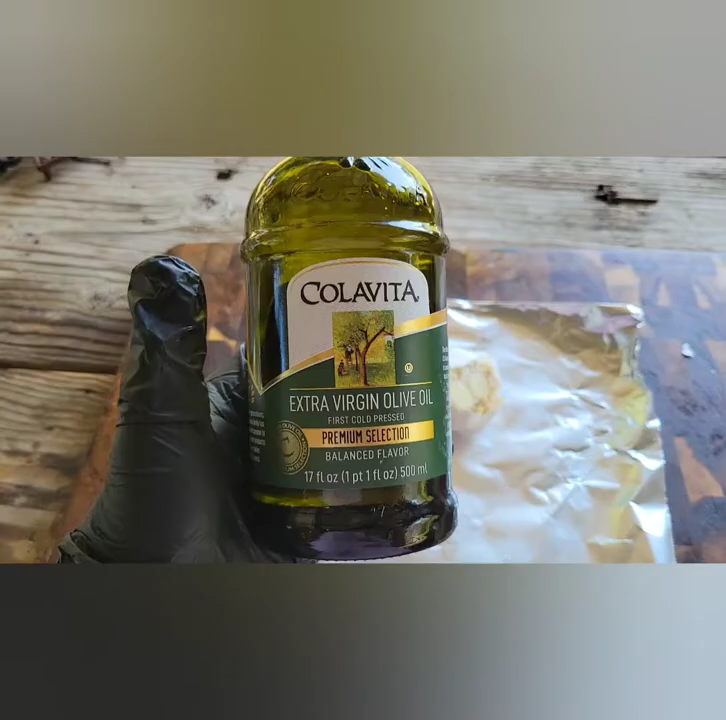 COLAVITA
COLAVITA
EXTRA VIRGIN OLIVE OIL
FIRST COLD PRESSED
PREMIUM SELECTION
BALANCED FLAVOR
17 fl oz (1 pt 1 fl oz) 500 ml